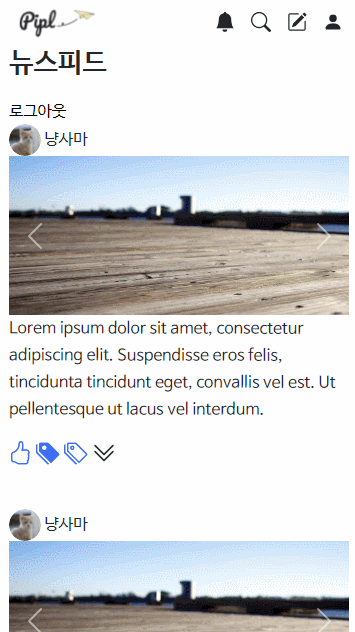 Pipl
뉴스피드
로그아웃
냥사마
Lorem ipsum dolor sit amet, consectetur
adipiscing elit. Suspendisse eros felis,
tincidunta tincidunt eget, convallis vel est. Ut
pellentesque ut lacus vel interdum.
냥사마